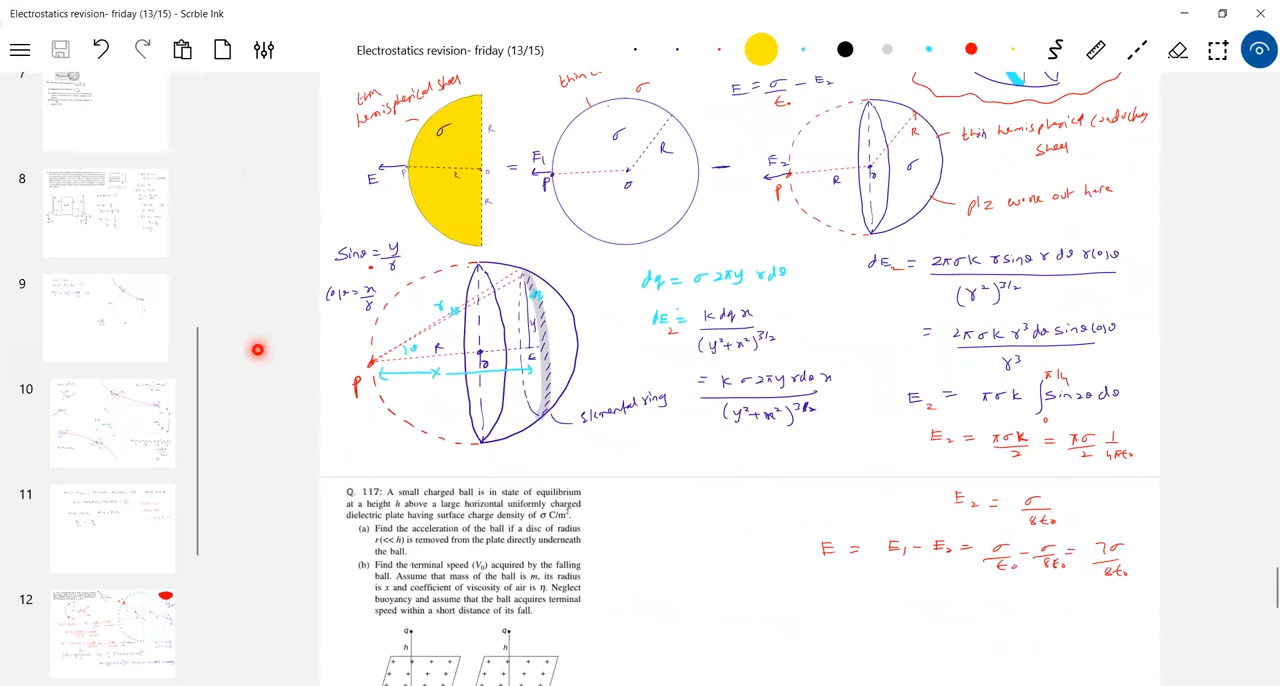 Electrostatics revision- friday (13/15) - Scrble Ink
Electrostatics revision- friday (13/15)
7
8
9
10
11
12
thin
hemispherical shell
σ
R
E
P
R
O
R
=
thin
σ
σ
R
E₁
P
O
E = σ/ε₀ - E₂
−
E₂
P
R
R
O
σ
thin hemispherical conducting
shell
plz work out here
Sinθ = y/r
cosθ = x/r
r
θ
R
O
y
C
x
P
elemental ring
dq = σ 2πy rdθ
dE₂ = k dq x / (y²+x²)^3/2
= k σ 2πy rdθ x / (y²+x²)^3/2
dE₂ = 2πσk r sinθ r dθ r cosθ / (r²)^3/2
= 2πσk r³ dθ sinθ cosθ / r³
E₂ = πσk ∫₀^π/4 sin2θ dθ
E₂ = πσk/2 = πσ/2 1/4πε₀
E₂ = σ/8ε₀
E = E₁ - E₂ = σ/ε₀ - σ/8ε₀ = 7σ/8ε₀
Q. 117: A small charged ball is in state of equilibrium
at a height h above a large horizontal uniformly charged
dielectric plate having surface charge density of σ C/m².
(a) Find the acceleration of the ball if a disc of radius
r(<< h) is removed from the plate directly underneath
the ball.
(b) Find the terminal speed (V₀) acquired by the falling
ball. Assume that mass of the ball is m, its radius
is x and coefficient of viscosity of air is η. Neglect
buoyancy and assume that the ball acquires terminal
speed within a short distance of its fall.
q q
h h
+ + + + + + + +
+ + + + + + + +